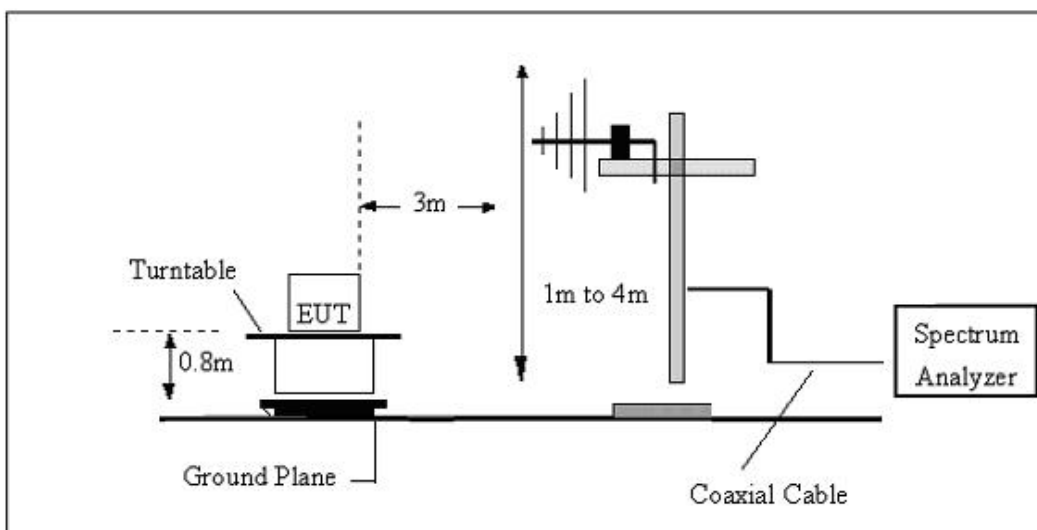 3m
Turntable
EUT
1m to 4m
0.8m
Spectrum
Analyzer
Ground Plane
Coaxial Cable